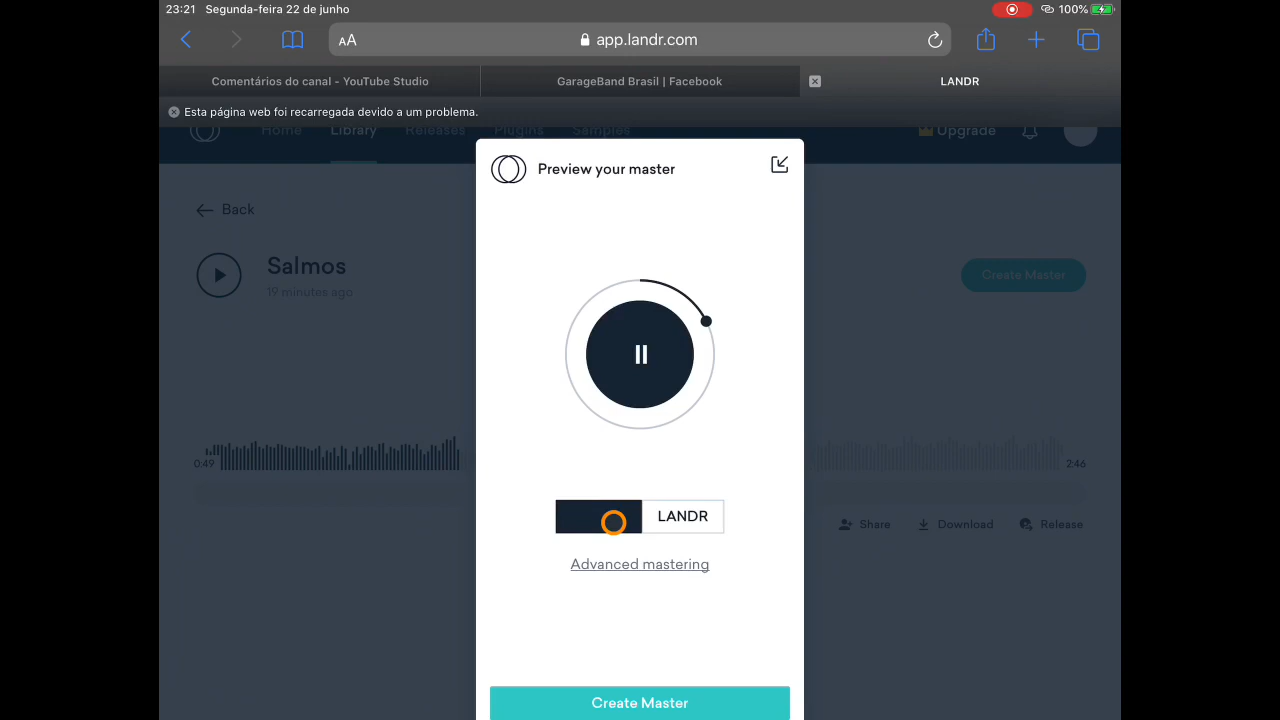 23:21 Segunda-feira 22 de junho
100%
AA
app.landr.com
Comentários do canal - YouTube Studio
GarageBand Brasil | Facebook
LANDR
Esta página web foi recarregada devido a um problema.
Home
Library
Releases
Plugins
Samples
Upgrade
Preview your master
Back
Salmos
19 minutes ago
Create Master
0:49
2:46
LANDR
Share
Download
Release
Advanced mastering
Create Master